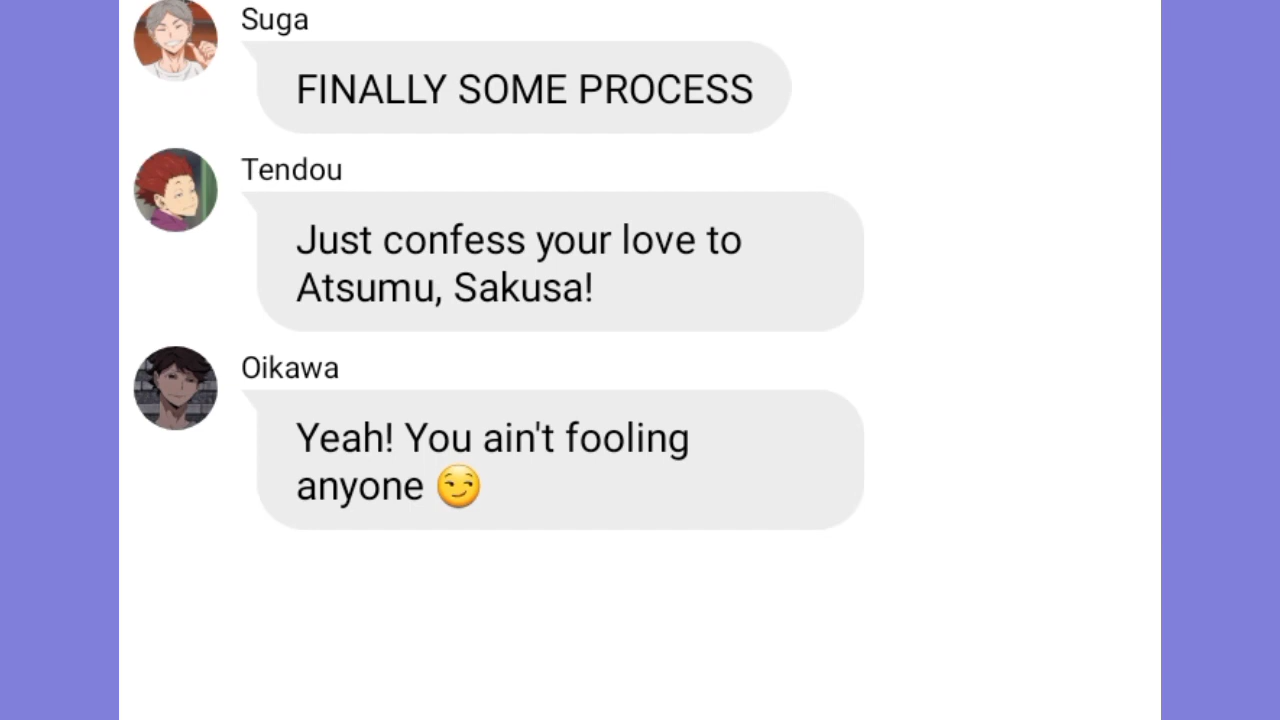 Suga
FINALLY SOME PROCESS
Tendou
Just confess your love to
Atsumu, Sakusa!
Oikawa
Yeah! You ain't fooling
anyone 😏